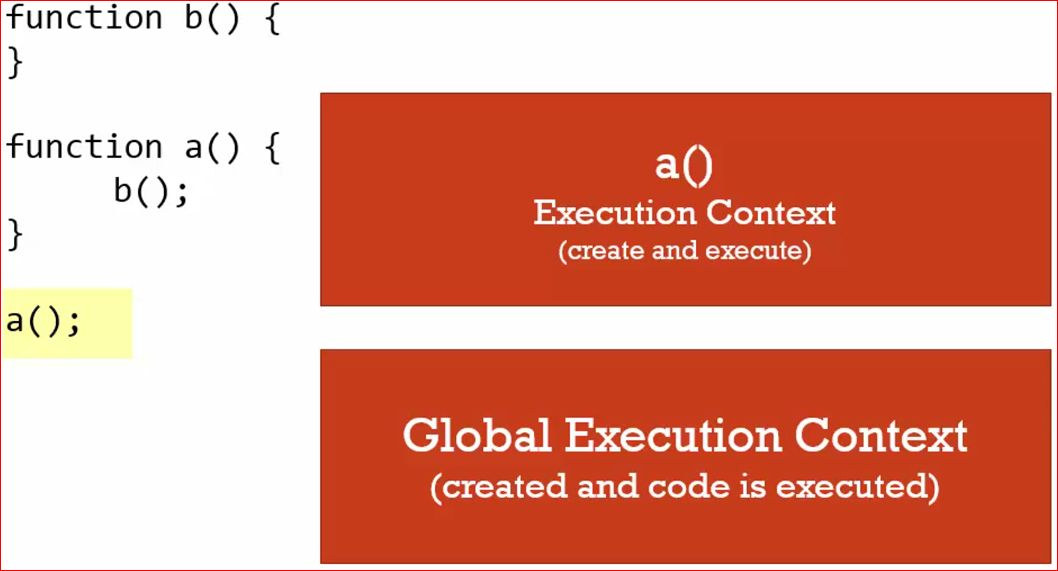 function b() {
}
function a() {
b();
}
a();
a()
Execution Context
(create and execute)
Global Execution Context
(created and code is executed)